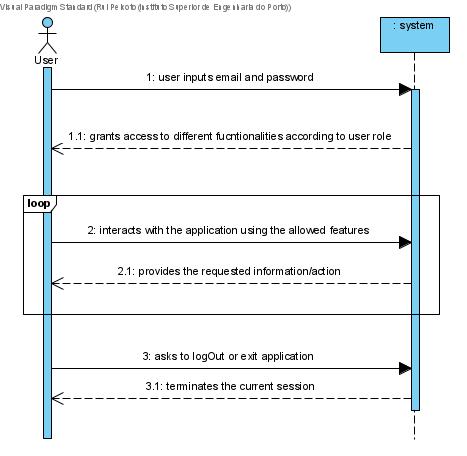 Visual Paradigm Standard (Rui Peixoto (Instituto Superior de Engenharia do Porto))
: system
User
1: user inputs email and password
1.1: grants access to different fucntionalities according to user role
loop
2: interacts with the application using the allowed features
2.1: provides the requested information/action
3: asks to logOut or exit application
3.1: terminates the current session